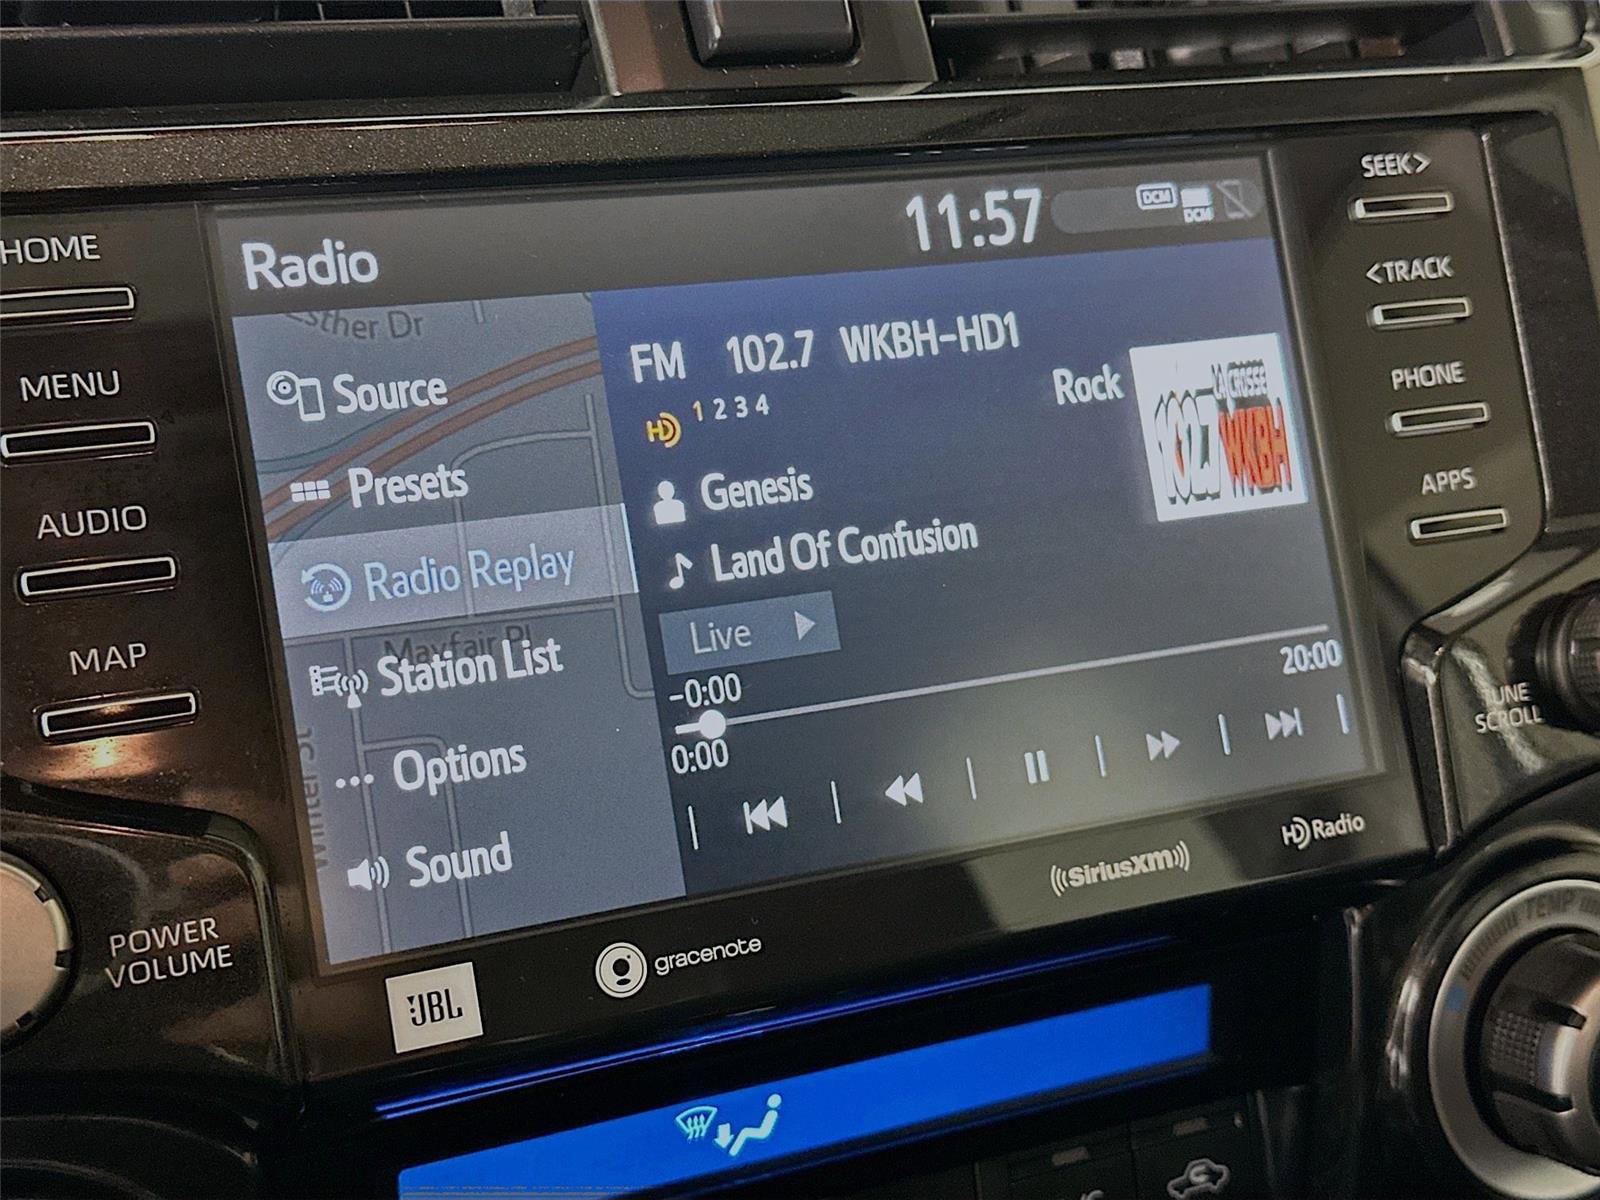 SEEK>
<TRACK
PHONE
APPS
TUNE
SCROLL
HOME
MENU
AUDIO
MAP
POWER
VOLUME
Radio
11:57
DCM
DCM
Esther Dr
Source
Presets
Radio Replay
Mayfair Pl
Station List
Winter St
Options
Sound
FM 102.7 WKBH-HD1
HD 1 2 3 4
Rock
LA CROSSE
102.7 WKBH
Genesis
Land Of Confusion
Live
-0:00
20:00
0:00
JBL
gracenote
SiriusXM
HD Radio
TEMP